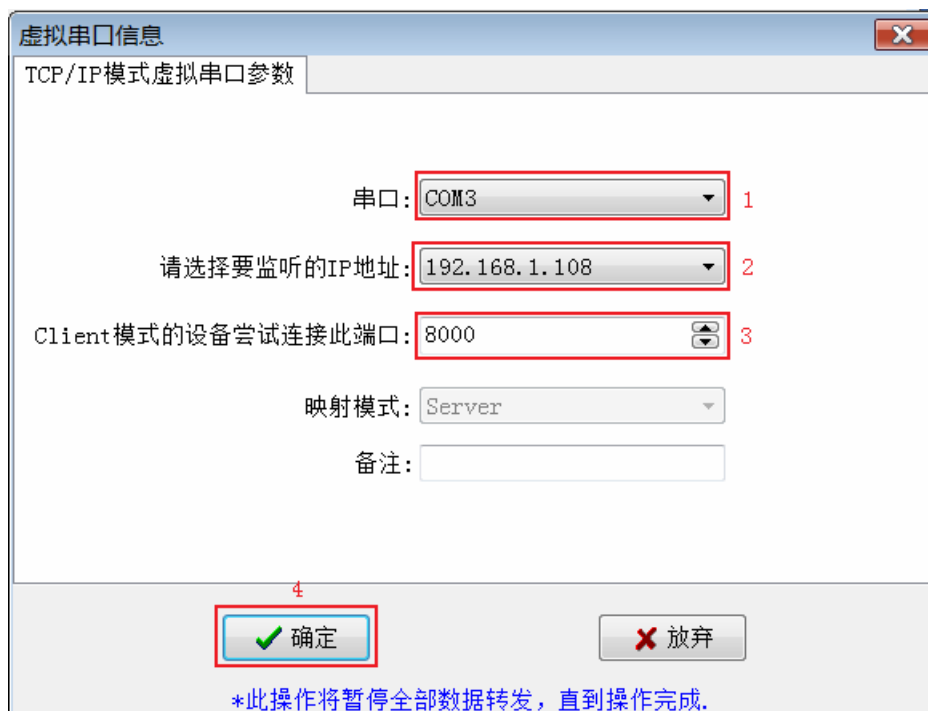 虚拟串口信息
TCP/IP模式虚拟串口参数
串口: COM3 1
请选择要监听的IP地址: 192.168.1.108 2
Client模式的设备尝试连接此端口: 8000 3
映射模式: Server
备注:
4
确定 放弃
*此操作将暂停全部数据转发，直到操作完成.